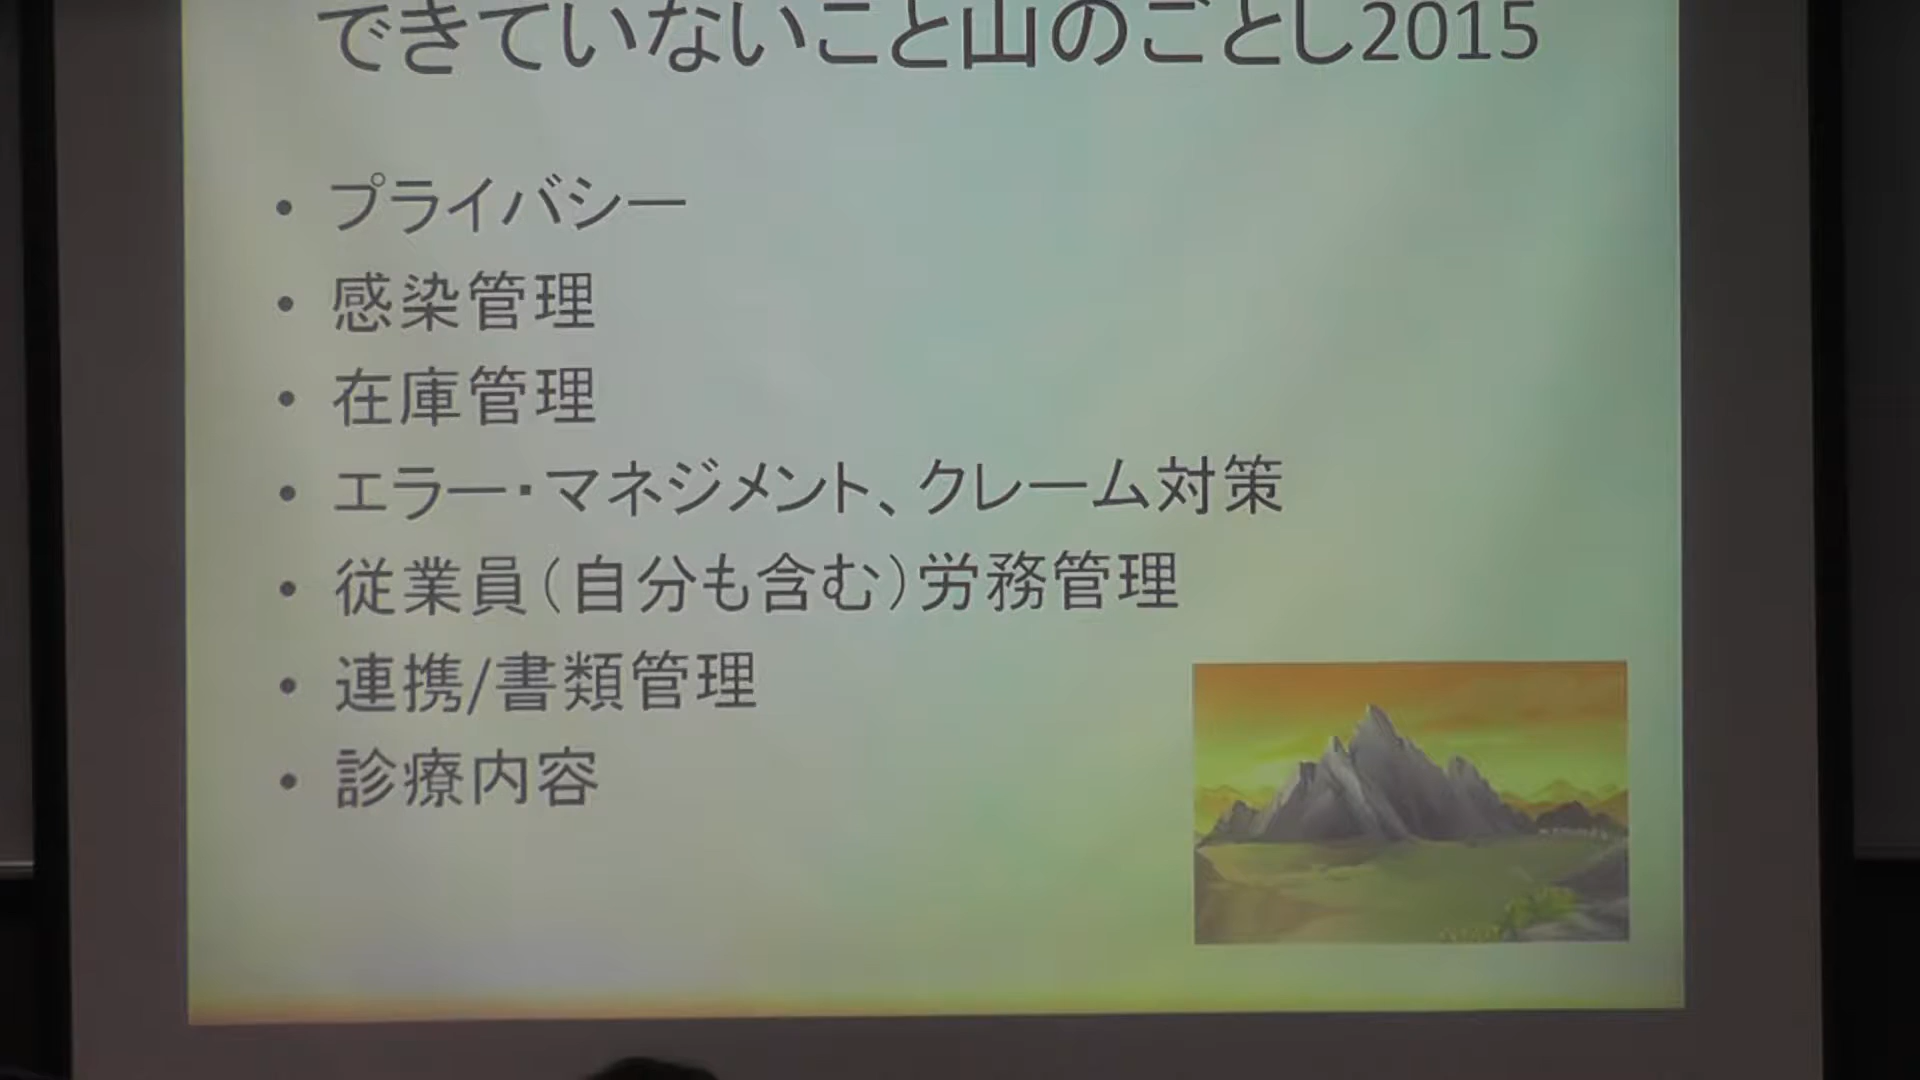 できていないこと山のごとし2015
• プライバシー
• 感染管理
• 在庫管理
• エラー・マネジメント、クレーム対策
• 従業員(自分も含む)労務管理
• 連携/書類管理
• 診療内容